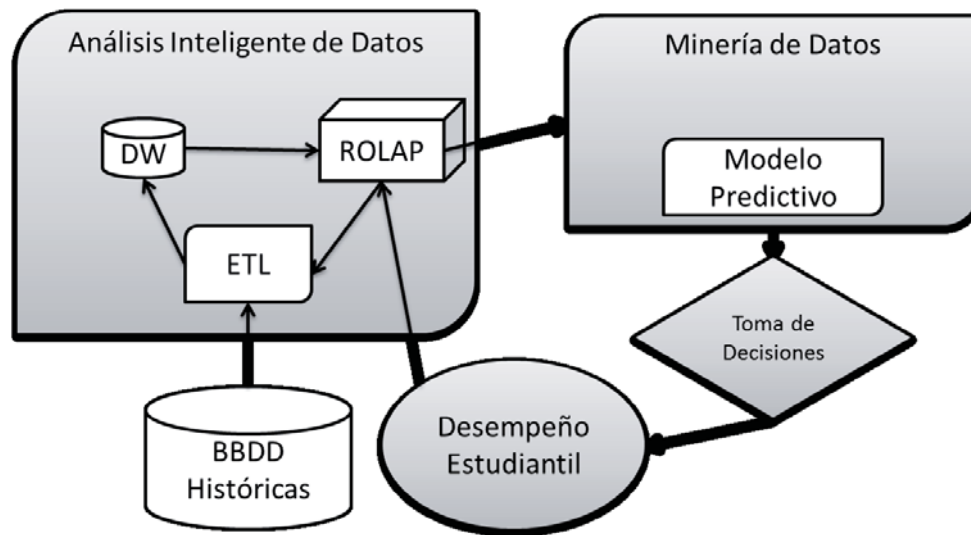 Análisis Inteligente de Datos
DW
ROLAP
ETL
BBDD
Históricas
Minería de Datos
Modelo
Predictivo
Toma de
Decisiones
Desempeño
Estudiantil